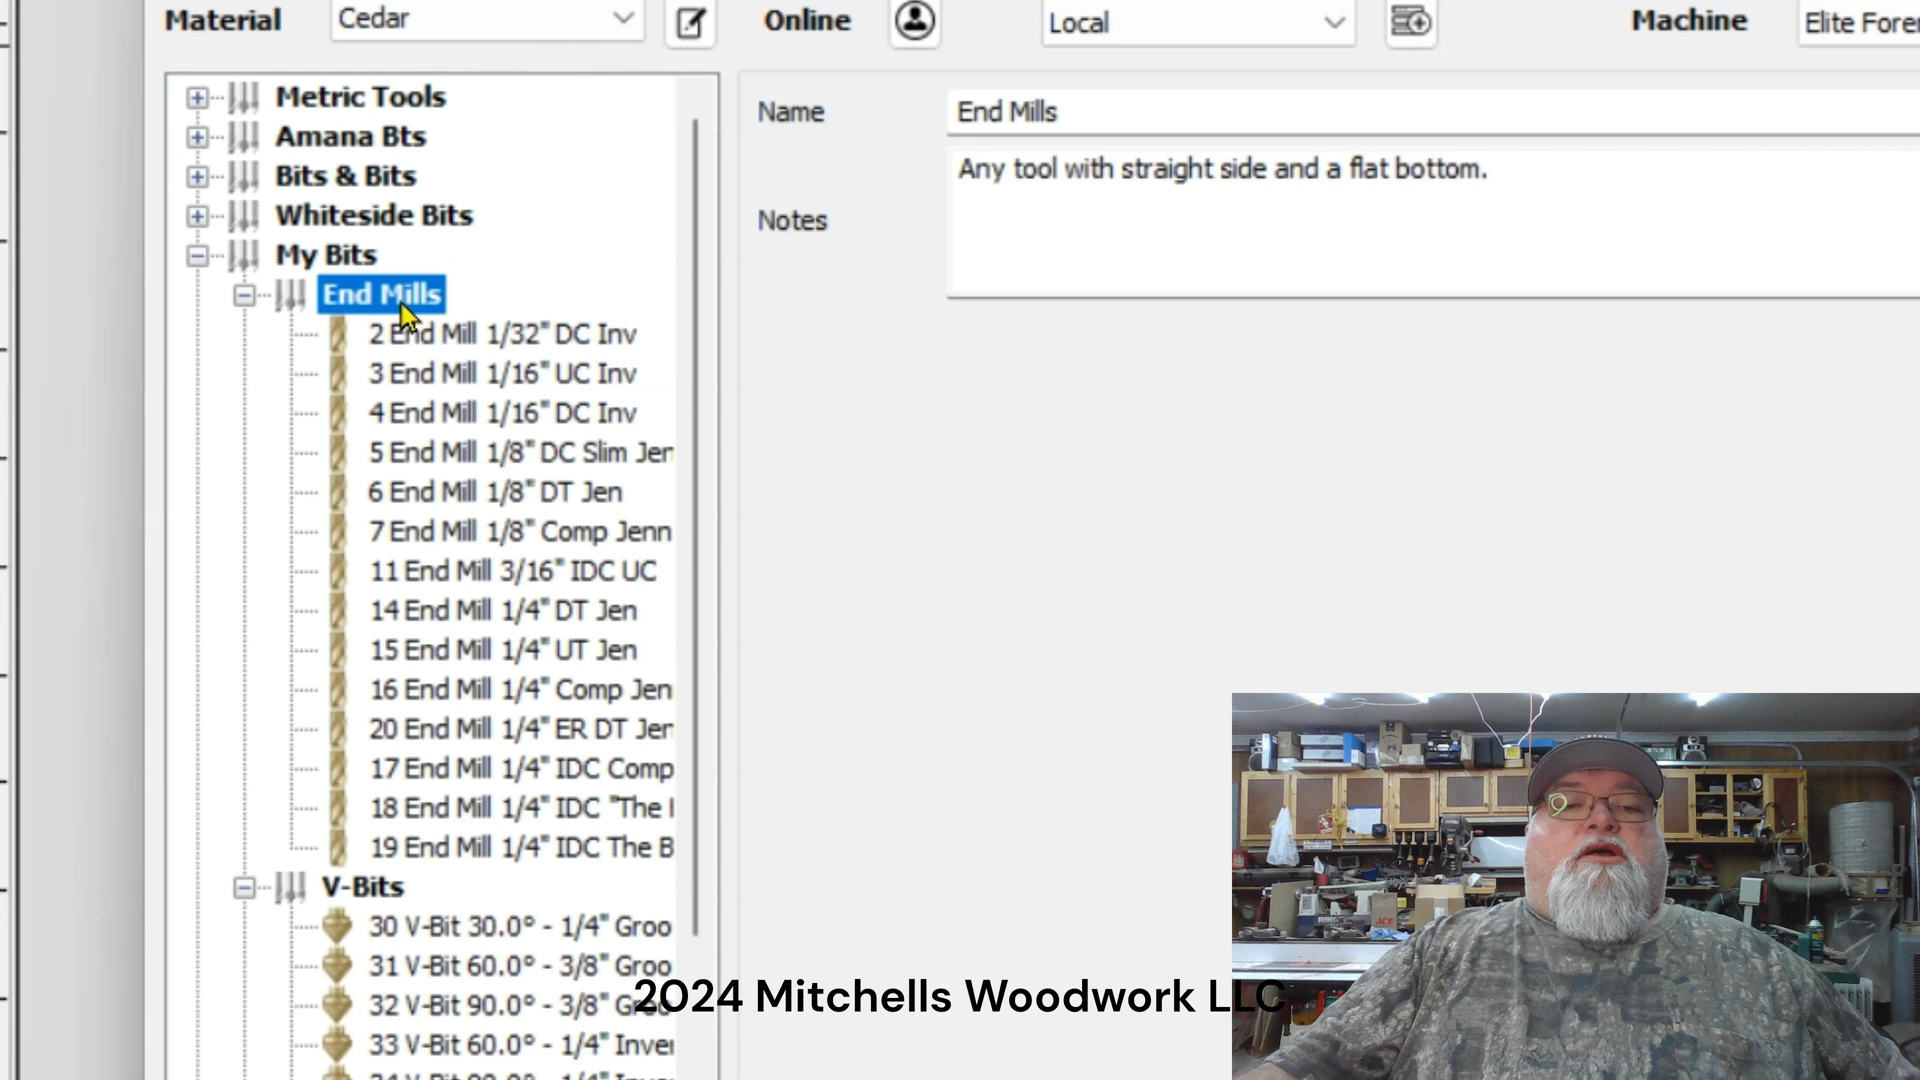 Material Cedar Online Local Machine Elite
Metric Tools
Amana Bts
Bits & Bits
Whiteside Bits
My Bits
End Mills
2 End Mill 1/32" DC Inv
3 End Mill 1/16" UC Inv
4 End Mill 1/16" DC Inv
5 End Mill 1/8" DC Slim Jen
6 End Mill 1/8" DT Jen
7 End Mill 1/8" Comp Jenn
11 End Mill 3/16" IDC UC
14 End Mill 1/4" DT Jen
15 End Mill 1/4" UT Jen
16 End Mill 1/4" Comp Jen
20 End Mill 1/4" ER DT Jen
17 End Mill 1/4" IDC Comp
18 End Mill 1/4" IDC "The
19 End Mill 1/4" IDC The B
V-Bits
30 V-Bit 30.0° - 1/4" Groo
31 V-Bit 60.0° - 3/8" Groo
32 V-Bit 90.0° - 3/8" Groo
33 V-Bit 60.0° - 1/4" Inver
Name End Mills
Notes Any tool with straight side and a flat bottom.
2024 Mitchells Woodwork LLC
ACE